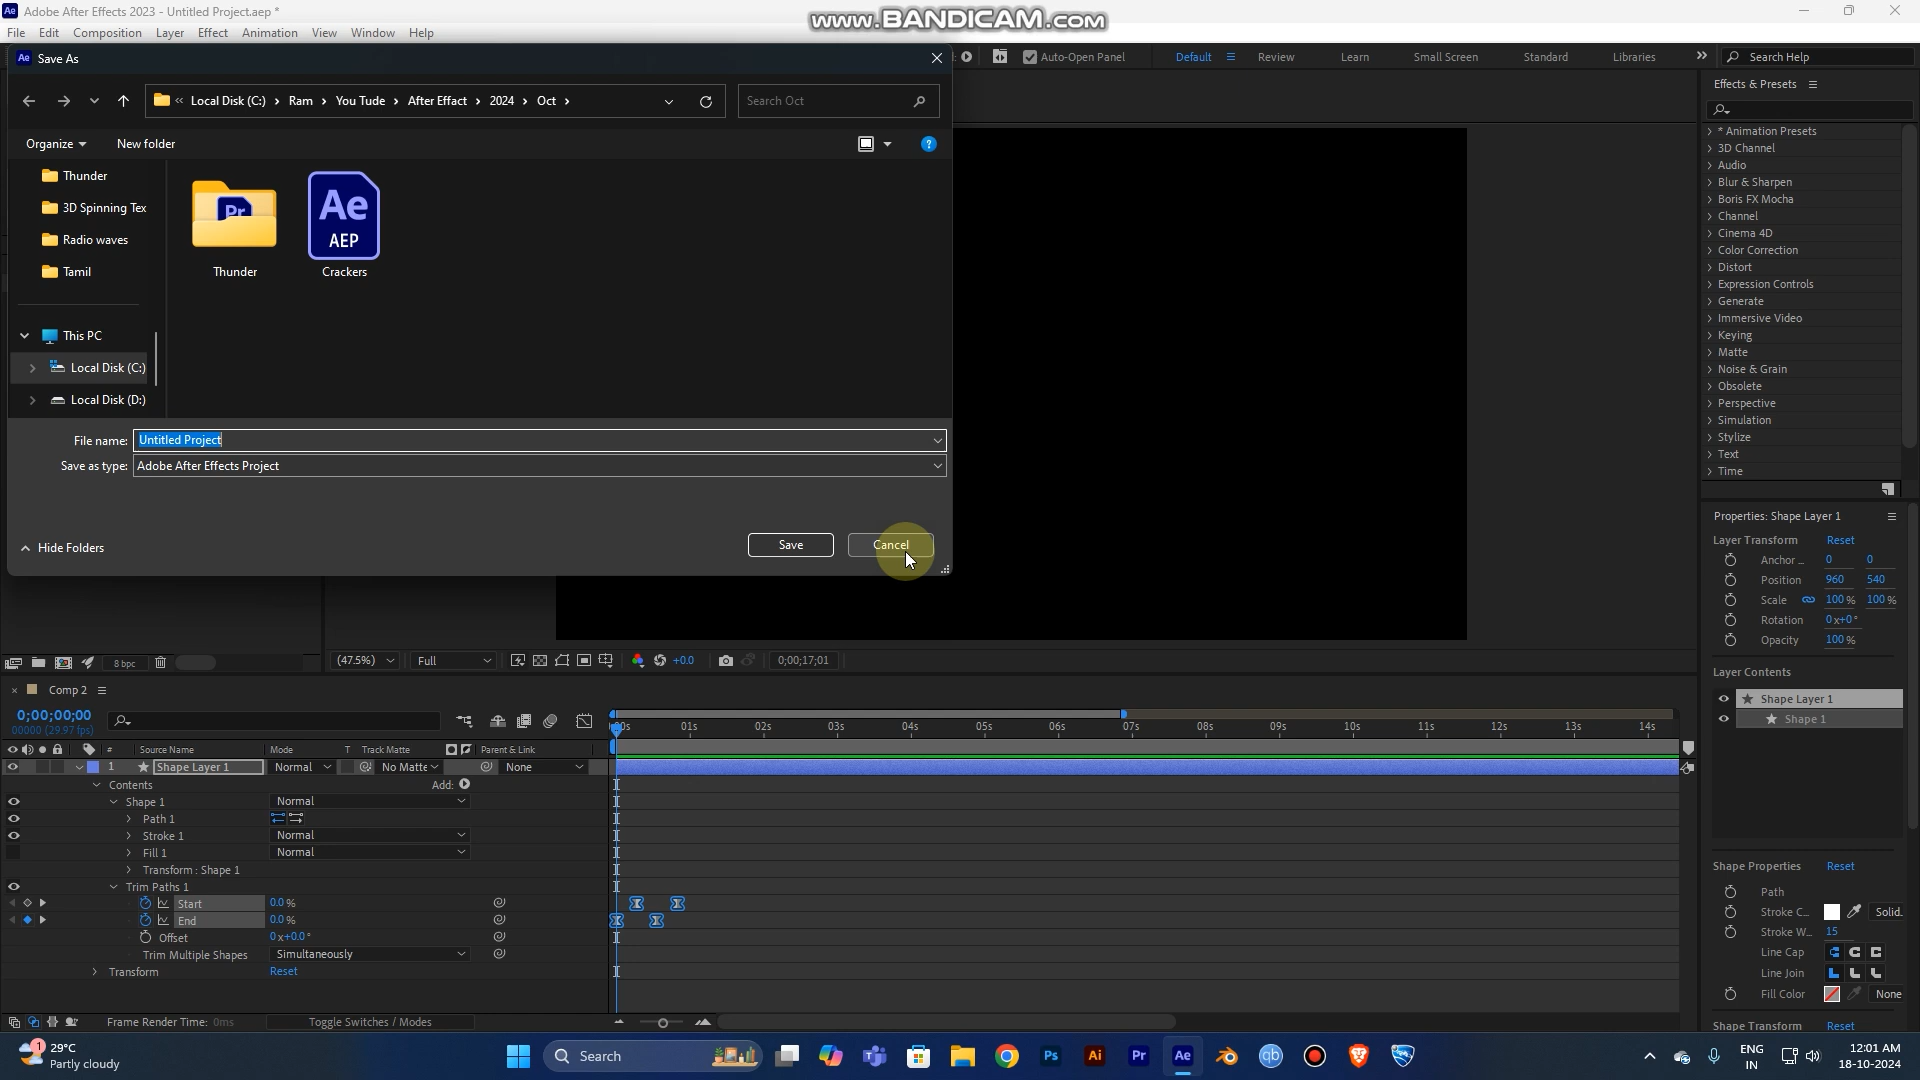 Adobe After Effects 2023 - Untitled Project.aep *
www.BANDICAM.com
File Edit Composition Layer Effect Animation View Window Help
Save As
Auto-Open Panel Default Review Learn Small Screen Standard Libraries Search Help
Local Disk (C:) Ram You Tude After Effact 2024 Oct Search Oct
Effects & Presets
Organize New folder
Thunder
3D Spinning Tex
Radio waves
Tamil
This PC
Local Disk (C:)
Local Disk (D:)
Pr
Thunder
Ae
AEP
Crackers
* Animation Presets
3D Channel
Audio
Blur & Sharpen
Boris FX Mocha
Channel
Cinema 4D
Color Correction
Distort
Expression Controls
Generate
Immersive Video
Keying
Matte
Noise & Grain
Obsolete
Perspective
Simulation
Stylize
Text
Time
File name: Untitled Project
Save as type: Adobe After Effects Project
Hide Folders Save Cancel
Properties: Shape Layer 1
Layer Transform Reset
Anchor ... 0 0
Position 960 540
Scale 100 % 100 %
Rotation 0x+0°
Opacity 100 %
Layer Contents
Shape Layer 1
Shape 1
8 bpc (47.5%) Full +0.0 0;00;17;01
Comp 2
0;00;00;00
00000 (29.97 fps)
01s 02s 03s 04s 05s 06s 07s 08s 09s 10s 11s 12s 13s 14s
# Source Name Mode T Track Matte Parent & Link
1 Shape Layer 1 Normal No Matte None
Contents Add:
Shape 1 Normal
Path 1
Stroke 1 Normal
Fill 1 Normal
Transform : Shape 1
Trim Paths 1
Start 0.0 %
End 0.0 %
Offset 0x+0.0°
Trim Multiple Shapes Simultaneously
Transform Reset
Shape Properties Reset
Path
Stroke C... Solid.
Stroke W... 15
Line Cap
Line Join
Fill Color None
Shape Transform Reset
Frame Render Time: 0ms Toggle Switches / Modes
1
29°C
Partly cloudy
Search
Ps Ai Pr Ae qb
ENG
IN
12:01 AM
18-10-2024